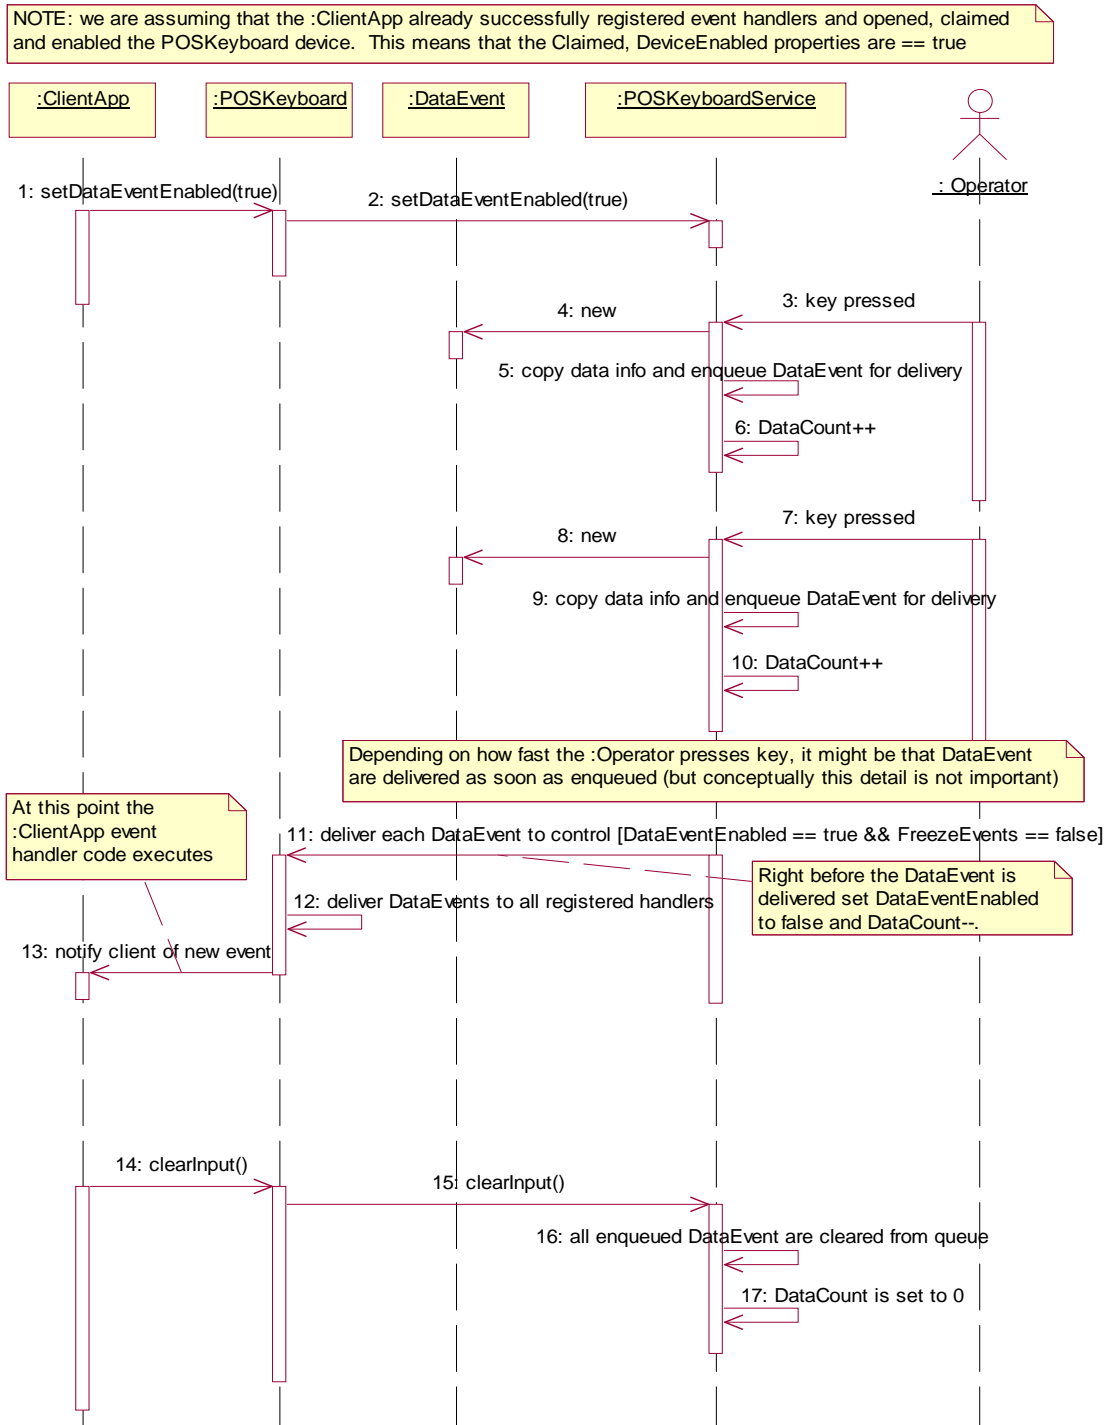 NOTE: we are assuming that the :ClientApp already successfully registered event handlers and opened, claimed
and enabled the POSKeyboard device.  This means that the Claimed, DeviceEnabled properties are == true
:ClientApp
:POSKeyboard
:DataEvent
:POSKeyboardService
: Operator
1: setDataEventEnabled(true)
2: setDataEventEnabled(true)
3: key pressed
4: new
5: copy data info and enqueue DataEvent for delivery
6: DataCount++
7: key pressed
8: new
9: copy data info and enqueue DataEvent for delivery
10: DataCount++
Depending on how fast the :Operator presses key, it might be that DataEvent
are delivered as soon as enqueued (but conceptually this detail is not important)
At this point the
:ClientApp event
handler code executes
11: deliver each DataEvent to control [DataEventEnabled == true && FreezeEvents == false]
Right before the DataEvent is
delivered set DataEventEnabled
to false and DataCount--.
12: deliver DataEvents to all registered handlers
13: notify client of new event
14: clearInput()
15: clearInput()
16: all enqueued DataEvent are cleared from queue
17: DataCount is set to 0